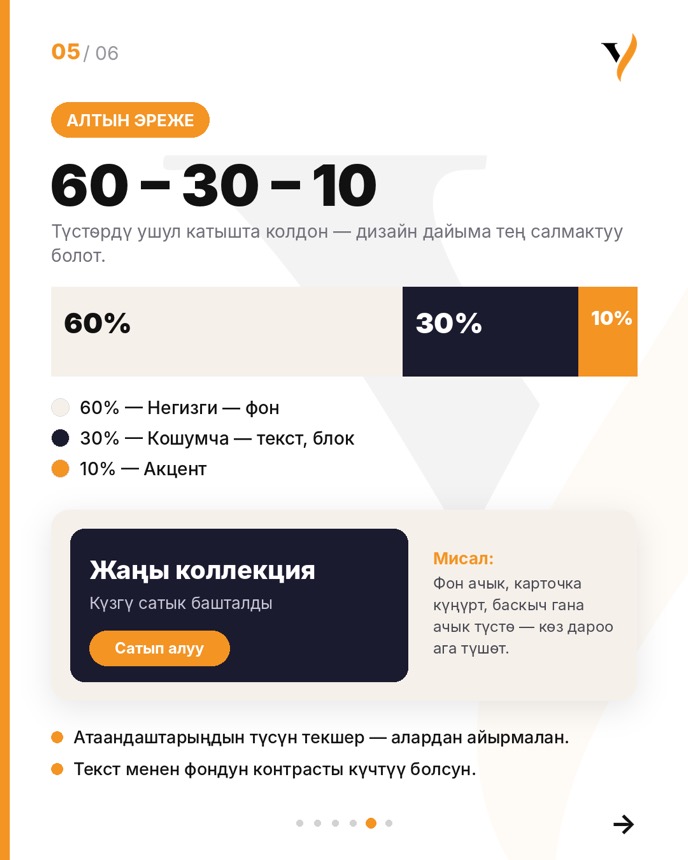 05 / 06
АЛТЫН ЭРЕЖЕ
60 – 30 – 10
Түстөрдү ушул катышта колдон — дизайн дайыма тең салмактуу
болот.
60% 30% 10%
60% — Негизги — фон
30% — Кошумча — текст, блок
10% — Акцент
Жаңы коллекция
Күзгү сатык башталды
Сатып алуу
Мисал:
Фон ачык, карточка
күңүрт, баскыч гана
ачык түстө — көз дароо
ага түшөт.
Атаандаштарыңдын түсүн текшер — алардан айырмалан.
Текст менен фондун контрасты күчтүү болсун.